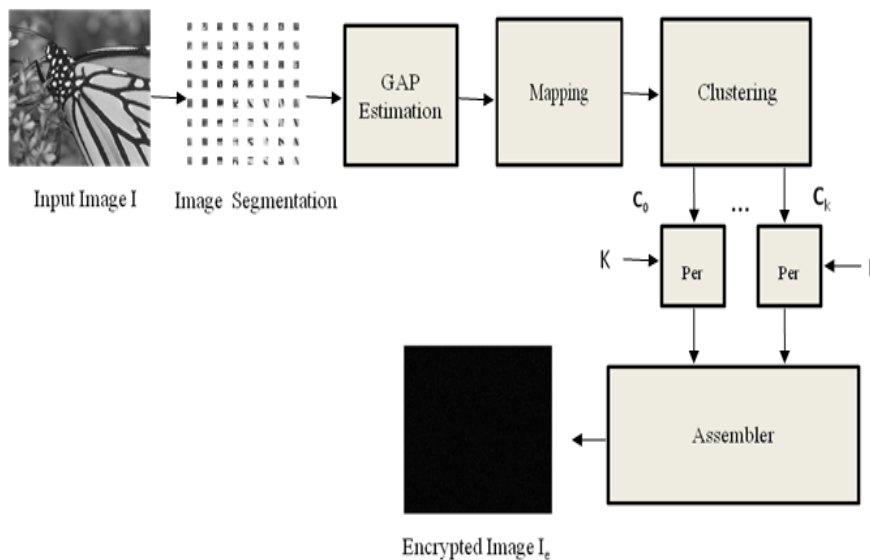 GAP
Estimation
Mapping
Clustering
Input Image I
Image Segmentation
C₀ ... Cₖ
K
Per
Per
Assembler
Encrypted Image Iₑ